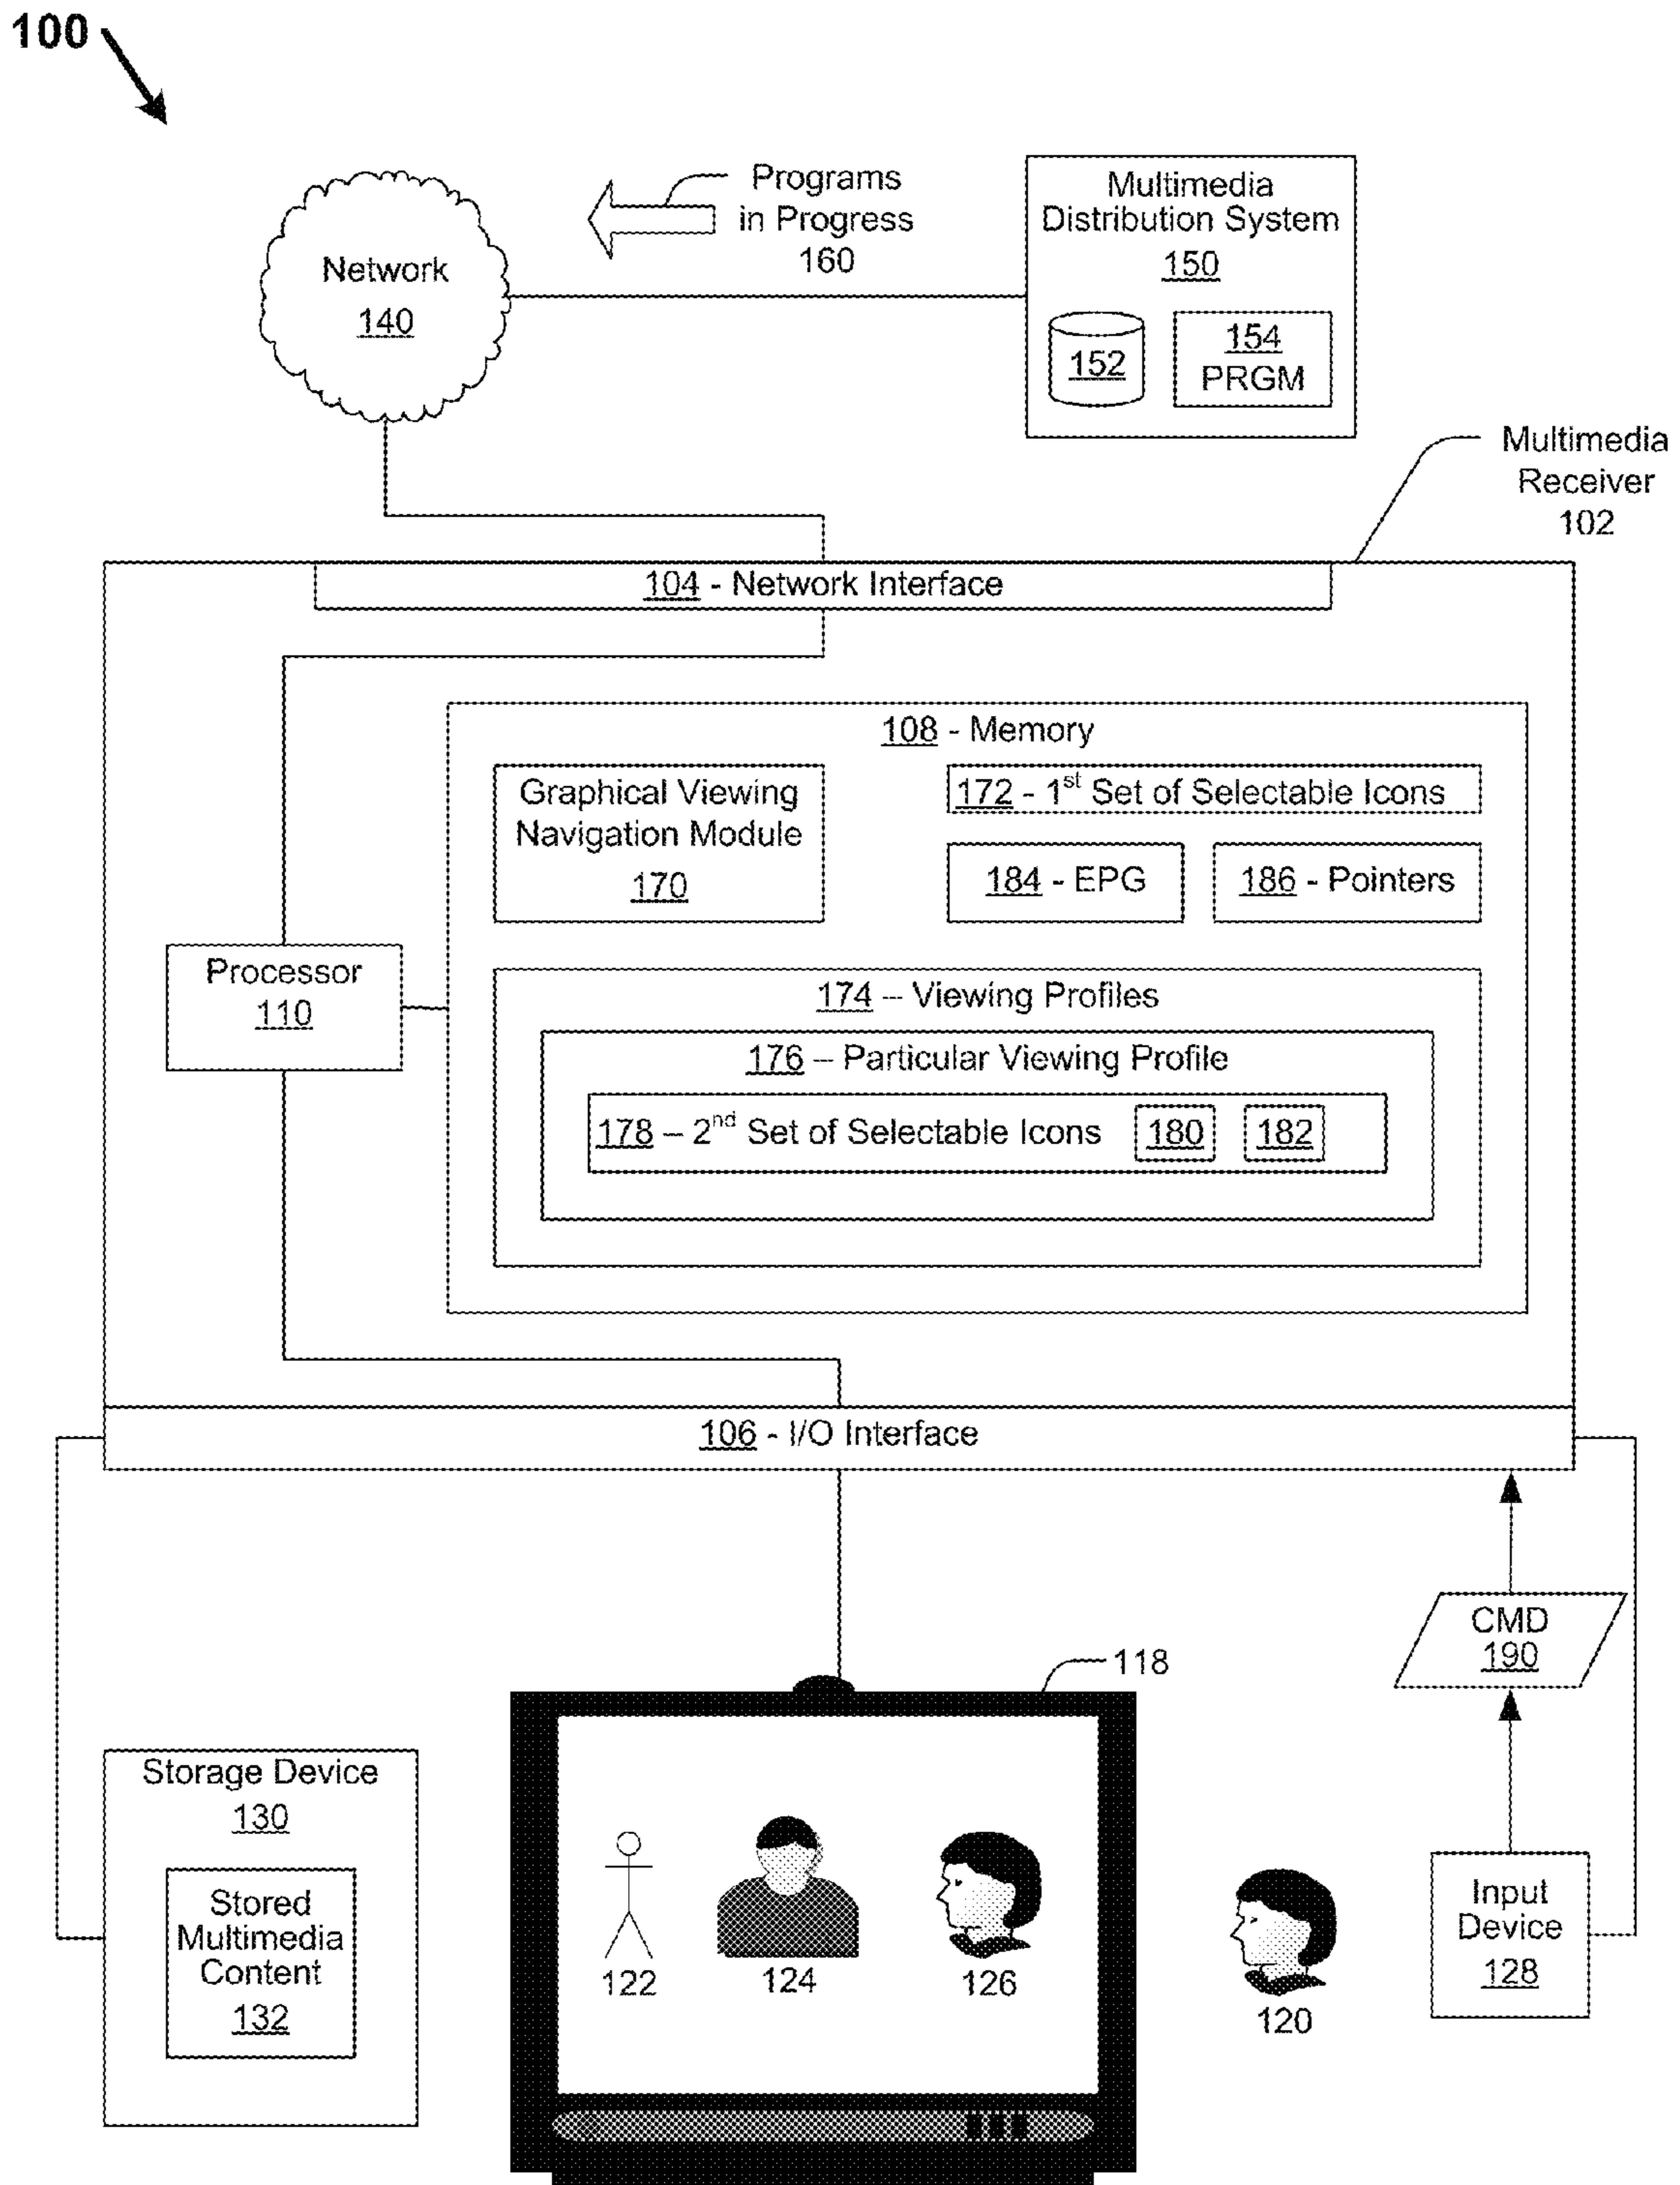 100
Programs
in Progress
160
Multimedia
Distribution System
150
152
154
PRGM
Network
140
Multimedia
Receiver
102
104 - Network Interface
108 - Memory
Graphical Viewing
Navigation Module
170
172 - 1st Set of Selectable Icons
184 - EPG
186 - Pointers
Processor
110
174 – Viewing Profiles
176 – Particular Viewing Profile
178 – 2nd Set of Selectable Icons
180
182
106 - I/O Interface
CMD
190
118
Storage Device
130
Stored
Multimedia
Content
132
122
124
126
120
Input
Device
128